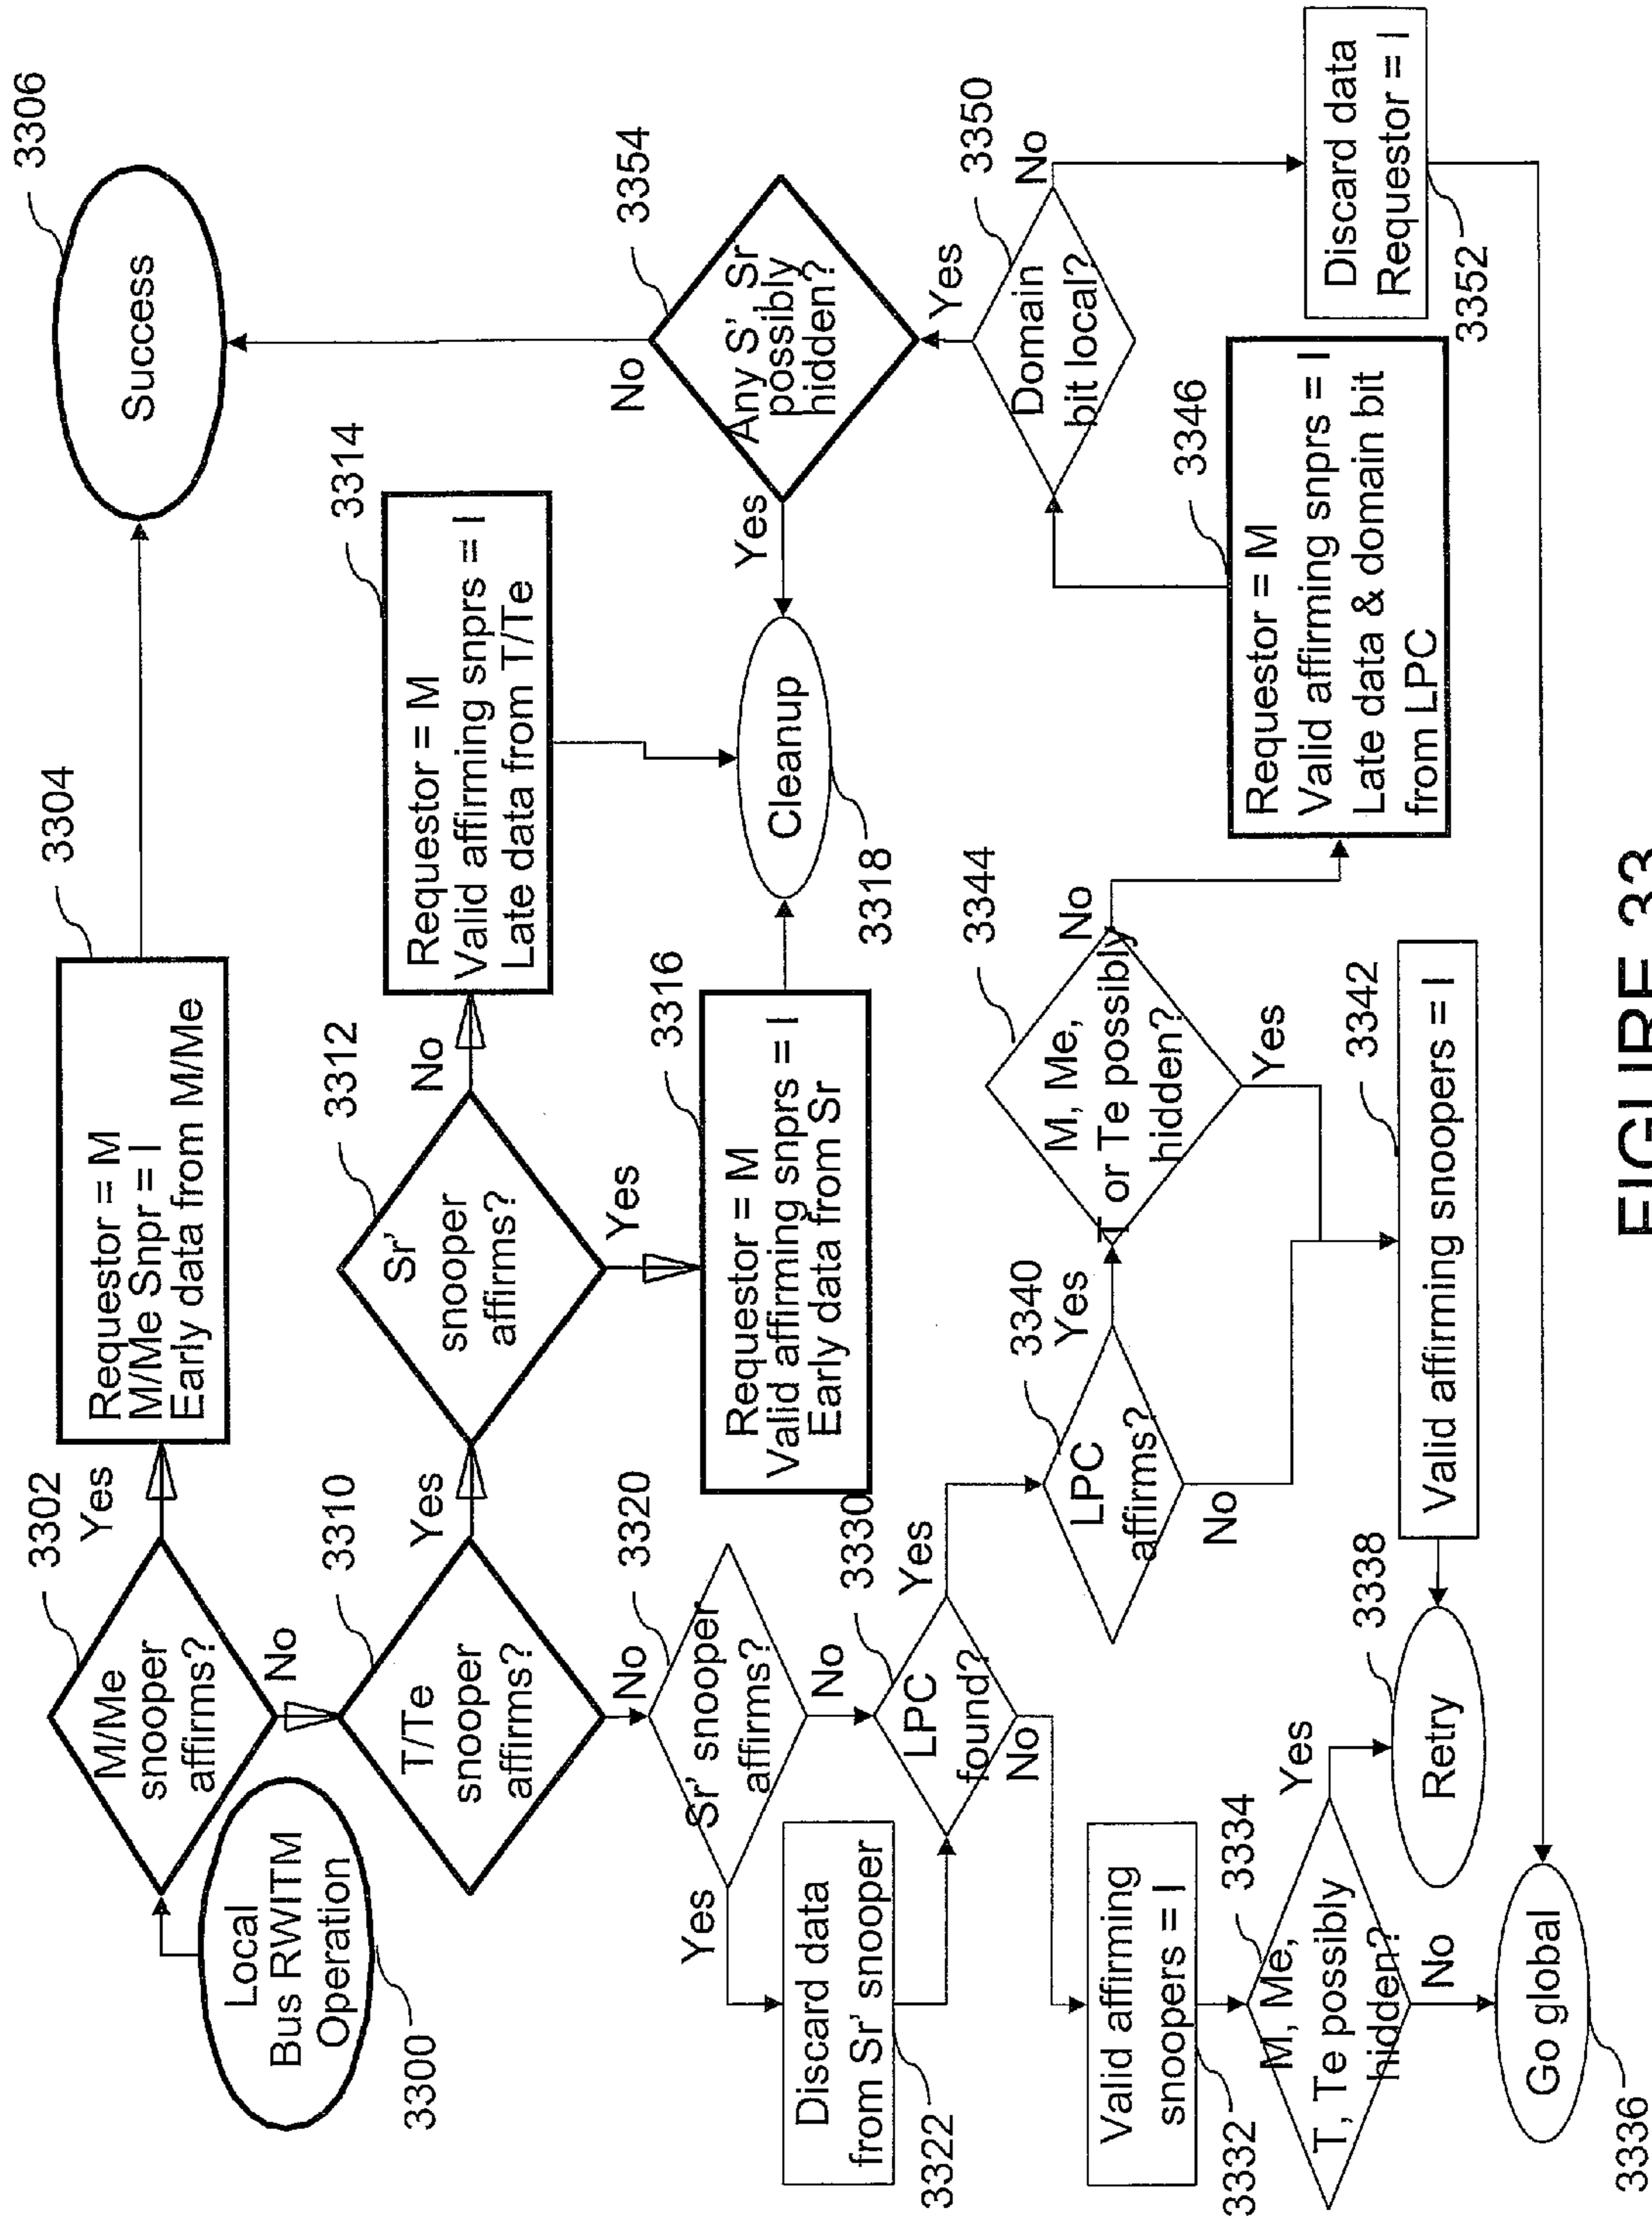 3300
Local
Bus RWITM
Operation
3302
M/Me
snooper
affirms?
Yes
No
3304
Requestor = M
M/Me Snpr = I
Early data from M/Me
3306
Success
3310
T/Te
snooper
affirms?
Yes
No
3312
Sr'
snooper
affirms?
No
Yes
3314
Requestor = M
Valid affirming snprs = I
Late data from T/Te
3316
Requestor = M
Valid affirming snprs = I
Early data from Sr
Cleanup
3318
3320
Sr' snooper
affirms?
Yes
No
Discard data
from Sr' snooper
3322
3330
LPC
found?
Yes
No
Valid affirming
snoopers = I
3332
3334
M, Me,
T, Te possibly
hidden?
Yes
No
Go global
3336
3338
Retry
3340
LPC
affirms?
Yes
No
3342
Valid affirming snoopers = I
3344
M, Me,
T or Te possibly
hidden?
No
Yes
3346
Requestor = M
Valid affirming snprs = I
Late data & domain bit
from LPC
3350
Domain
bit local?
Yes
No
Discard data
Requestor = I
3352
3354
Any S' Sr
possibly
hidden?
No
Yes
FIGURE 33